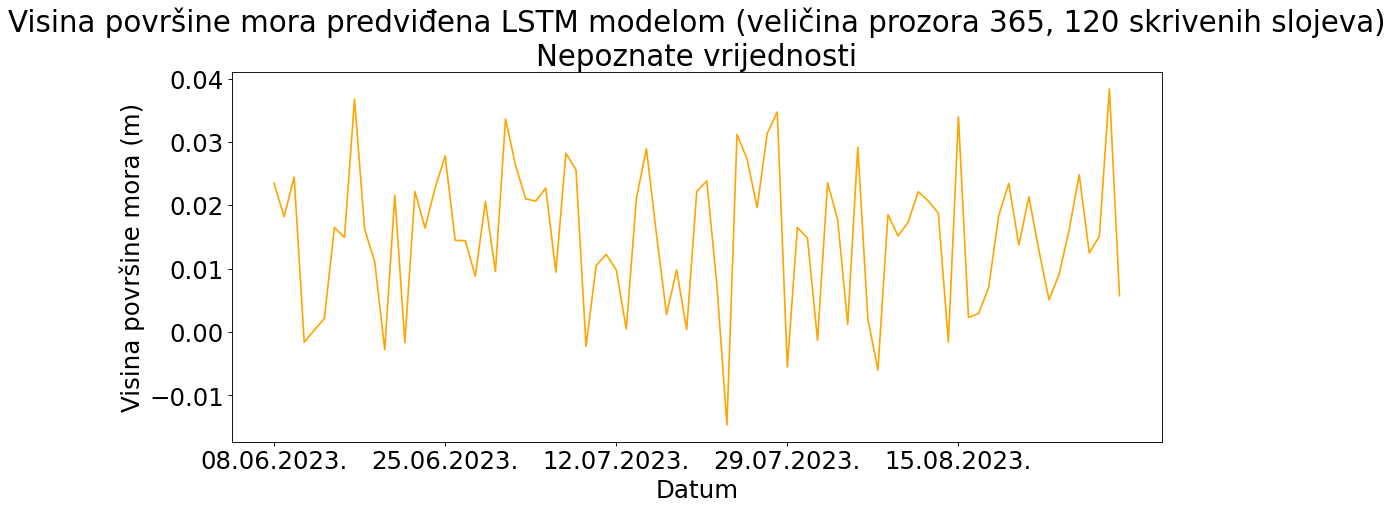 Visina površine mora predviđena LSTM modelom (veličina prozora 365, 120 skrivenih slojeva)
Nepoznate vrijednosti
Visina površine mora (m)
0.04
0.03
0.02
0.01
0.00
−0.01
08.06.2023. 25.06.2023. 12.07.2023. 29.07.2023. 15.08.2023.
Datum